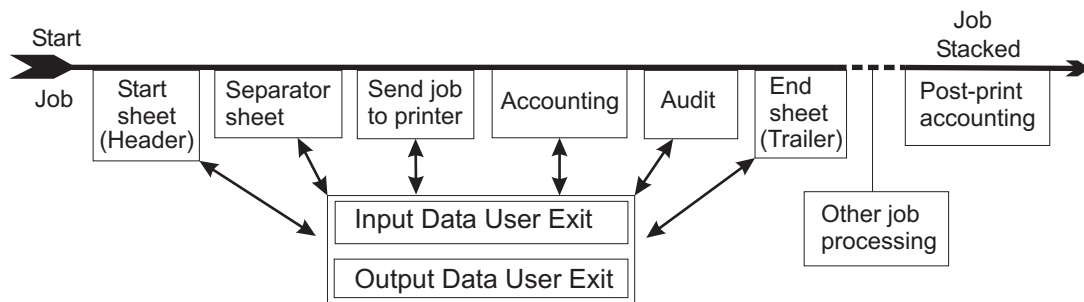 Start
Job
Start
sheet
(Header)
Separator
sheet
Send job
to printer
Accounting
Audit
End
sheet
(Trailer)
Job
Stacked
Post-print
accounting
Other job
processing
Input Data User Exit
Output Data User Exit